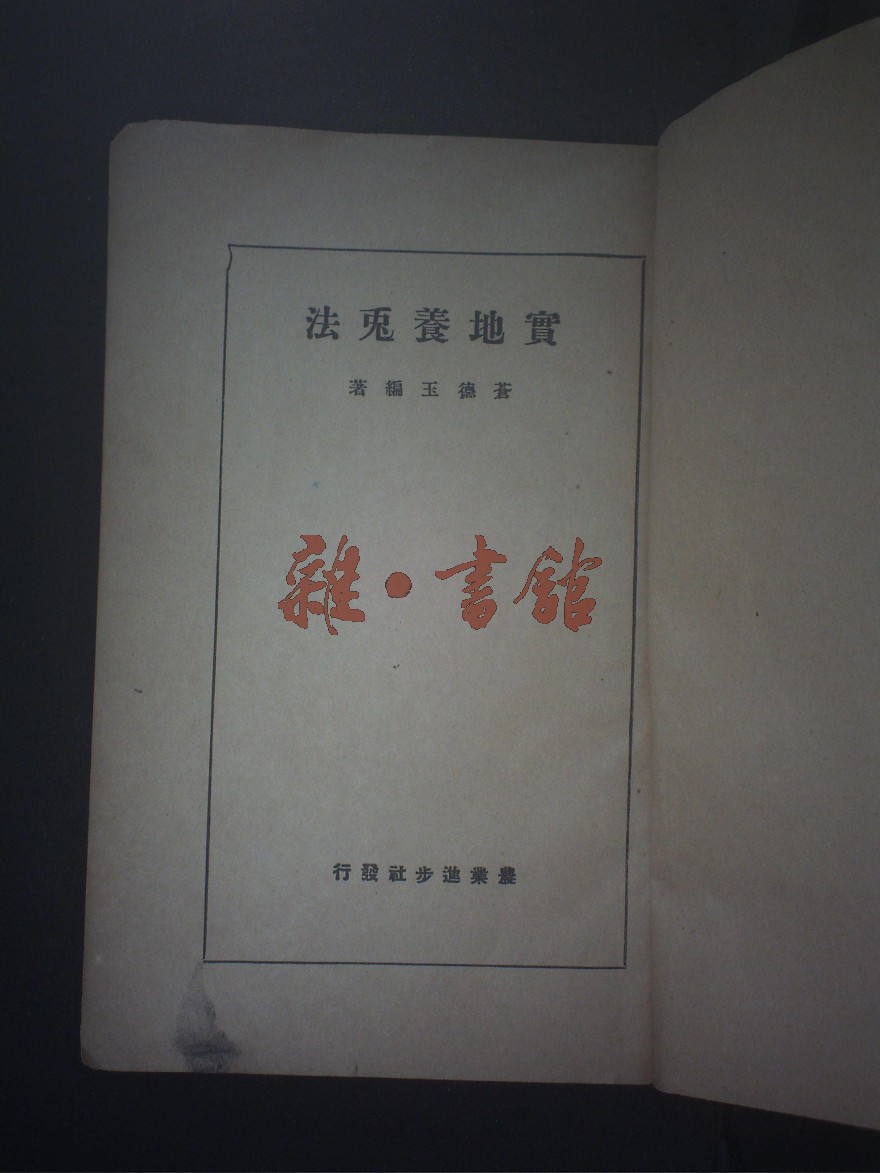 實地養兎法
蒼德玉編著
雜·書館
農業進步社發行